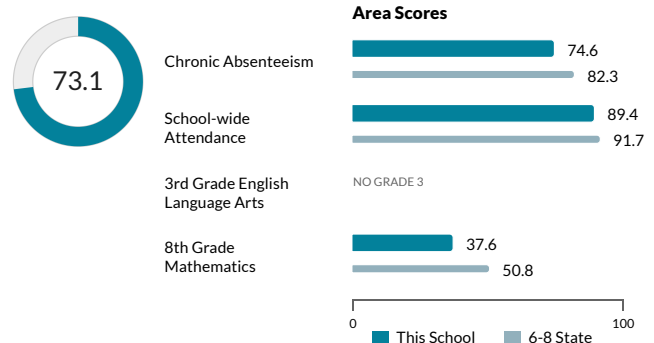 Area Scores
73.1
Chronic Absenteeism
74.6
82.3
School-wide
Attendance
89.4
91.7
3rd Grade English
Language Arts
NO GRADE 3
8th Grade
Mathematics
37.6
50.8
0
100
This School
6-8 State